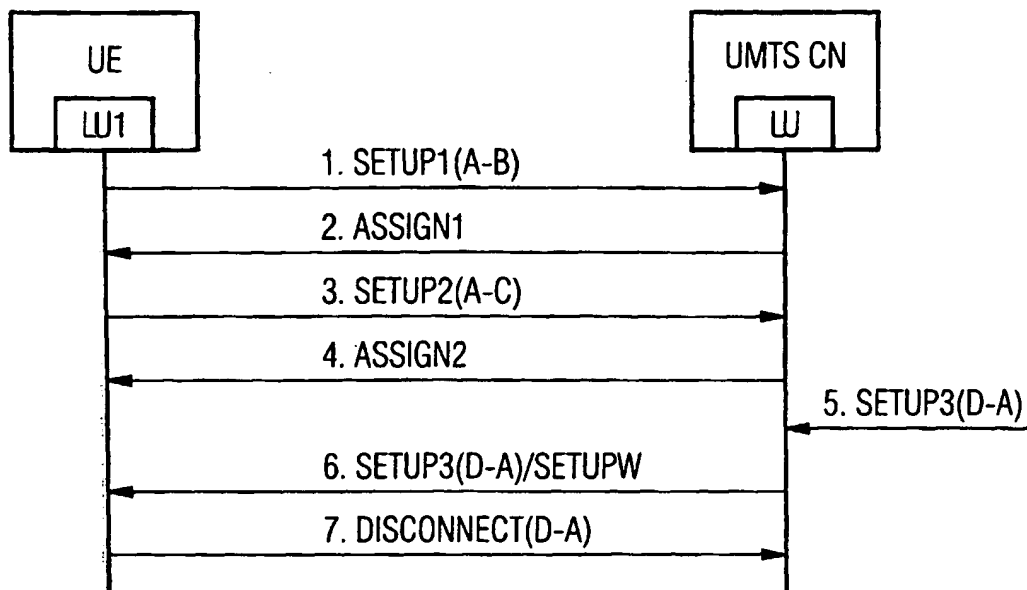 UE
UMTS CN
LU1
LU
1. SETUP1(A-B)
2. ASSIGN1
3. SETUP2(A-C)
4. ASSIGN2
5. SETUP3(D-A)
6. SETUP3(D-A)/SETUPW
7. DISCONNECT(D-A)